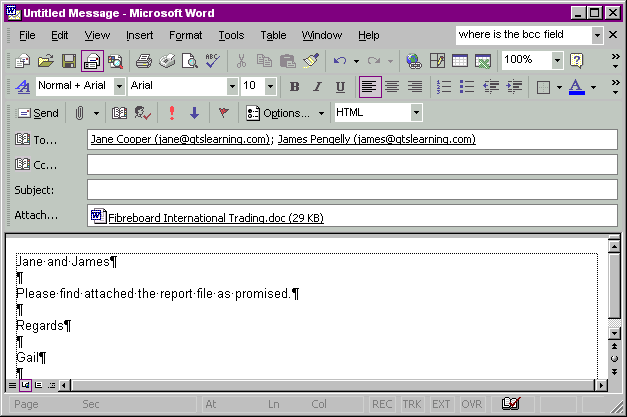 Untitled Message - Microsoft Word
File Edit View Insert Format Tools Table Window Help where is the bcc field
100%
Normal + Arial Arial 10 B I U A
Send Options... HTML
To... Jane Cooper (jane@gtslearning.com); James Pengelly (james@gtslearning.com)
Cc...
Subject:
Attach... Fibreboard International Trading.doc (29 KB)
Jane·and·James¶
¶
Please·find·attached·the·report·file·as·promised.¶
¶
Regards¶
¶
Gail¶
¶
Page Sec At Ln Col REC TRK EXT OVR